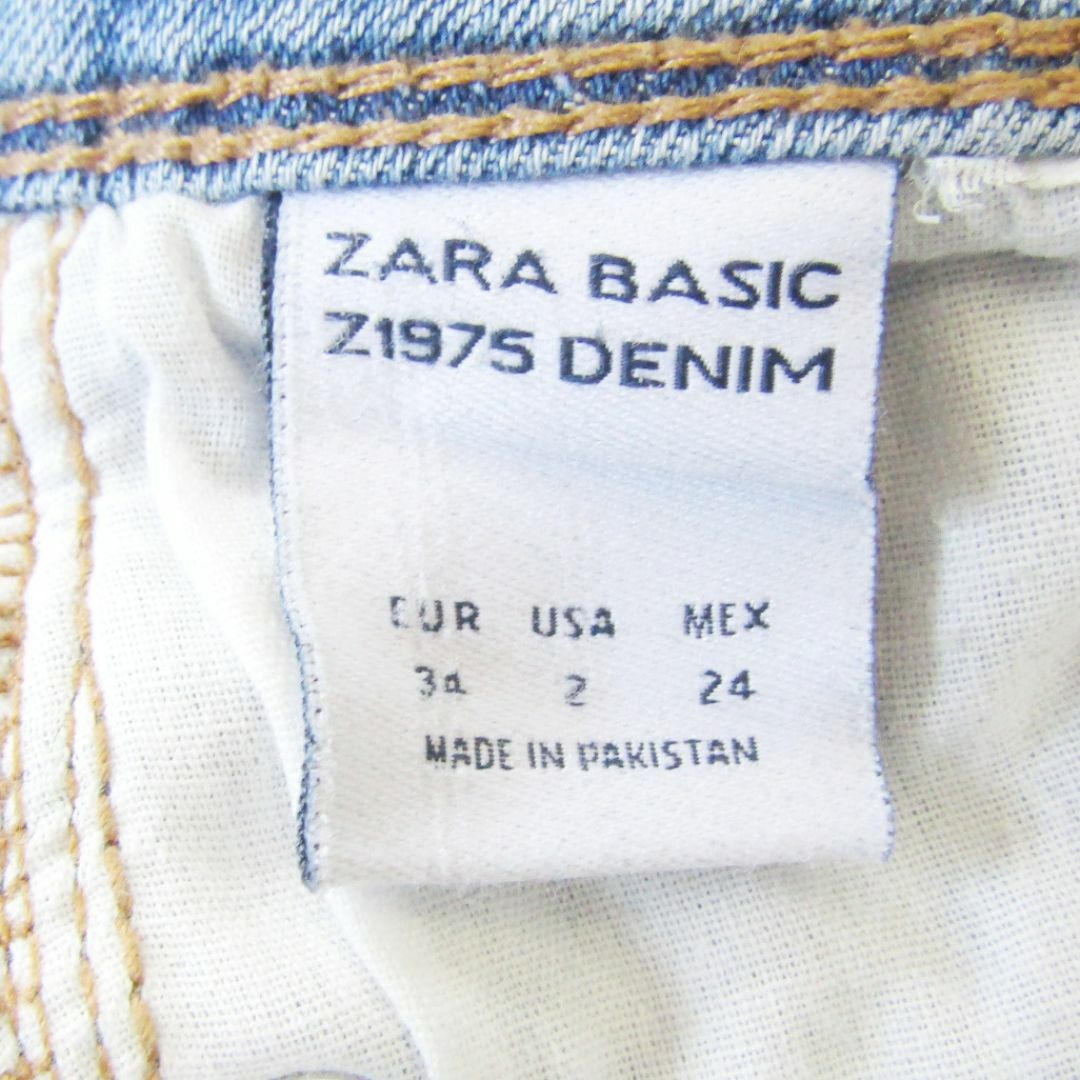 ZARA BASIC
Z1975 DENIM
EUR USA MEX
34 2 24
MADE IN PAKISTAN